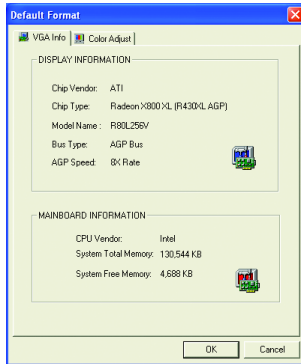 Default Format
VGA Info
Color Adjust
DISPLAY INFORMATION
Chip Vendor: ATI
Chip Type: Radeon X800 XL (R430XL AGP)
Model Name : R80L256V
Bus Type: AGP Bus
AGP Speed: 8X Rate
MAINBOARD INFORMATION
CPU Vendor: Intel
System Total Memory: 130,544 KB
System Free Memory: 4,688 KB
OK
Cancel